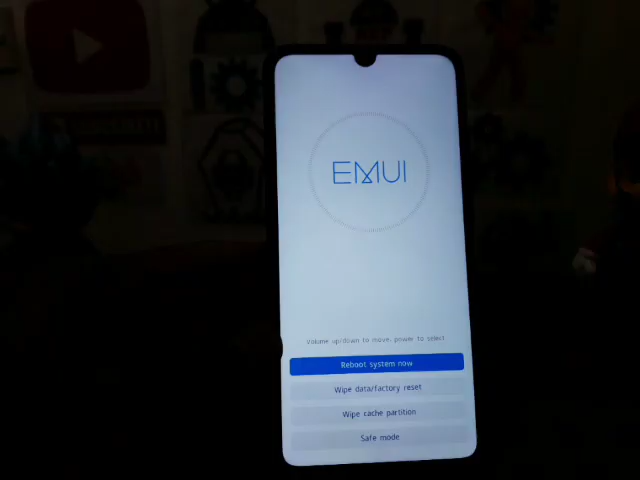 EMUI
Volume up/down to move, power to select
Reboot system now
Wipe data/factory reset
Wipe cache partition
Safe mode